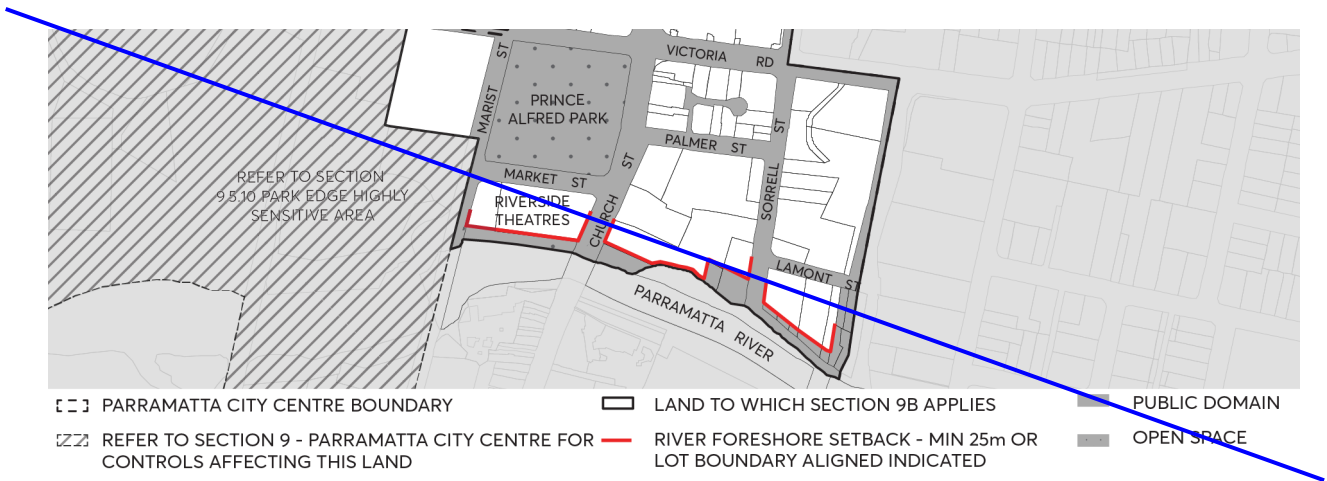 VICTORIA RD
MARIST ST
PRINCE
ALFRED PARK
PALMER ST
SORRELL ST
CHURCH ST
MARKET ST
REFER TO SECTION
9.5.10 PARK EDGE HIGHLY
SENSITIVE AREA
RIVERSIDE
THEATRES
LAMONT ST
PARRAMATTA RIVER
PARRAMATTA CITY CENTRE BOUNDARY
REFER TO SECTION 9 - PARRAMATTA CITY CENTRE FOR
CONTROLS AFFECTING THIS LAND
LAND TO WHICH SECTION 9B APPLIES
RIVER FORESHORE SETBACK - MIN 25m OR
LOT BOUNDARY ALIGNED INDICATED
PUBLIC DOMAIN
OPEN SPACE